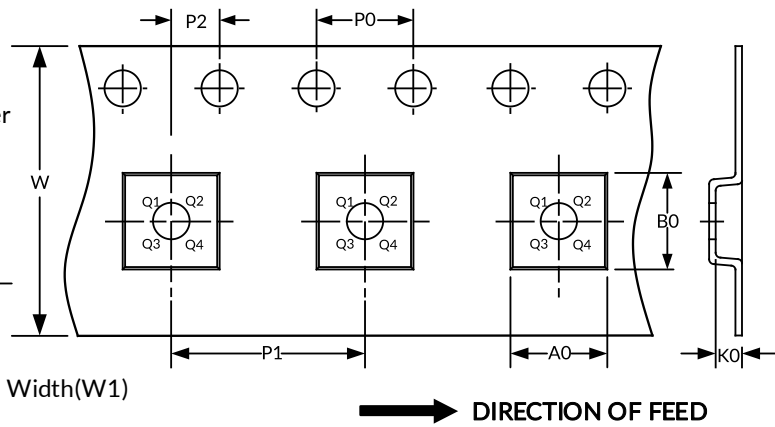 P2
P0
er
W
Q1 Q2
Q3 Q4
Q1 Q2
Q3 Q4
Q1 Q2
Q3 Q4
B0
P1
A0
K0
Width(W1)
DIRECTION OF FEED